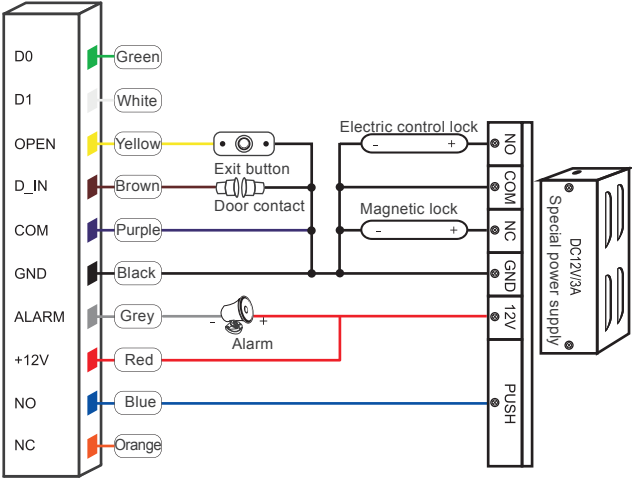 D0
Green
D1
White
OPEN
Yellow
Exit button
D_IN
Brown
Door contact
COM
Purple
GND
Black
ALARM
Grey
- +
Alarm
+12V
Red
NO
Blue
NC
Orange
Electric control lock
- +
Magnetic lock
- +
NO
COM
NC
GND
12V
PUSH
DC12V/3A
Special power supply